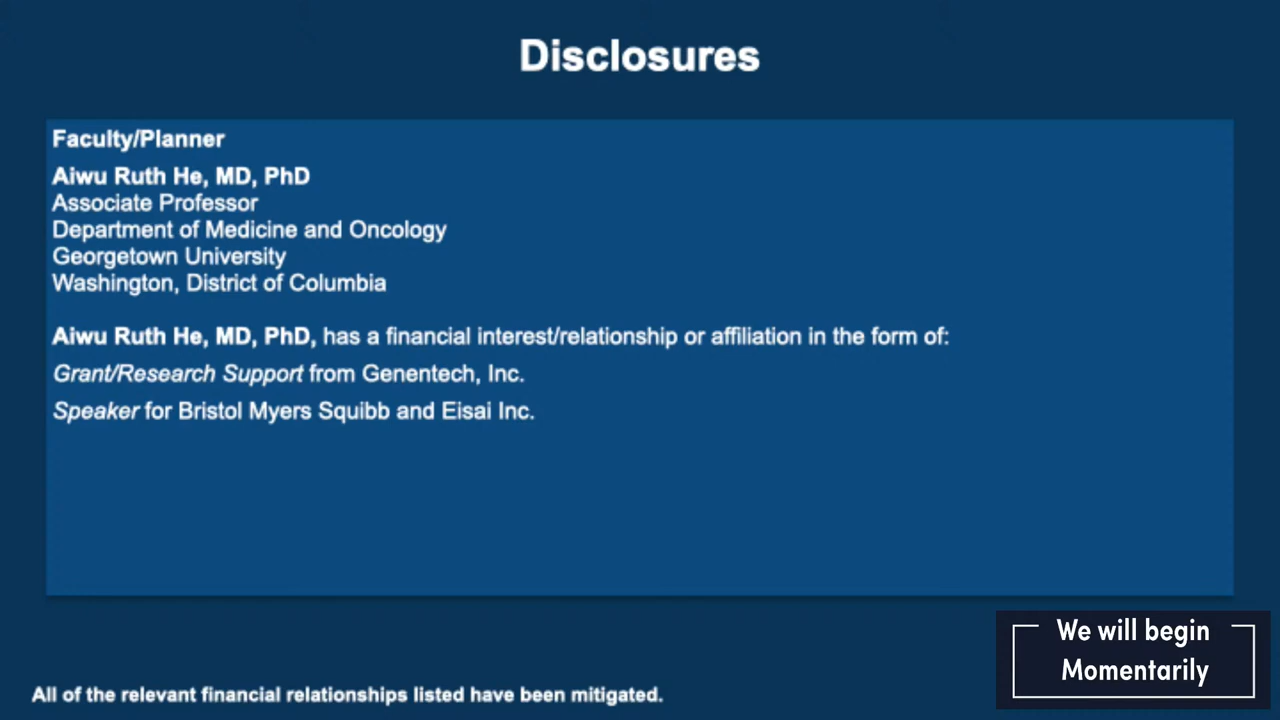 Disclosures
Faculty/Planner
Aiwu Ruth He, MD, PhD
Associate Professor
Department of Medicine and Oncology
Georgetown University
Washington, District of Columbia
Aiwu Ruth He, MD, PhD, has a financial interest/relationship or affiliation in the form of:
Grant/Research Support from Genentech, Inc.
Speaker for Bristol Myers Squibb and Eisai Inc.
We will begin
Momentarily
All of the relevant financial relationships listed have been mitigated.